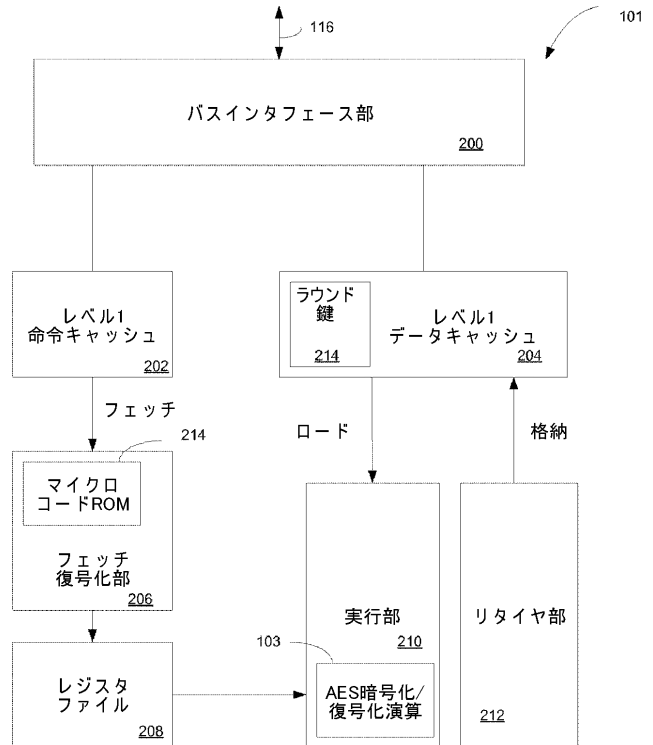 116
101
バスインタフェース部
200
レベル1
命令キャッシュ
202
ラウンド
鍵
214
レベル1
データキャッシュ
204
フェッチ
214
ロード
格納
マイクロ
コードROM
フェッチ
復号化部
206
実行部
210
リタイヤ部
212
103
AES暗号化/
復号化演算
レジスタ
ファイル
208